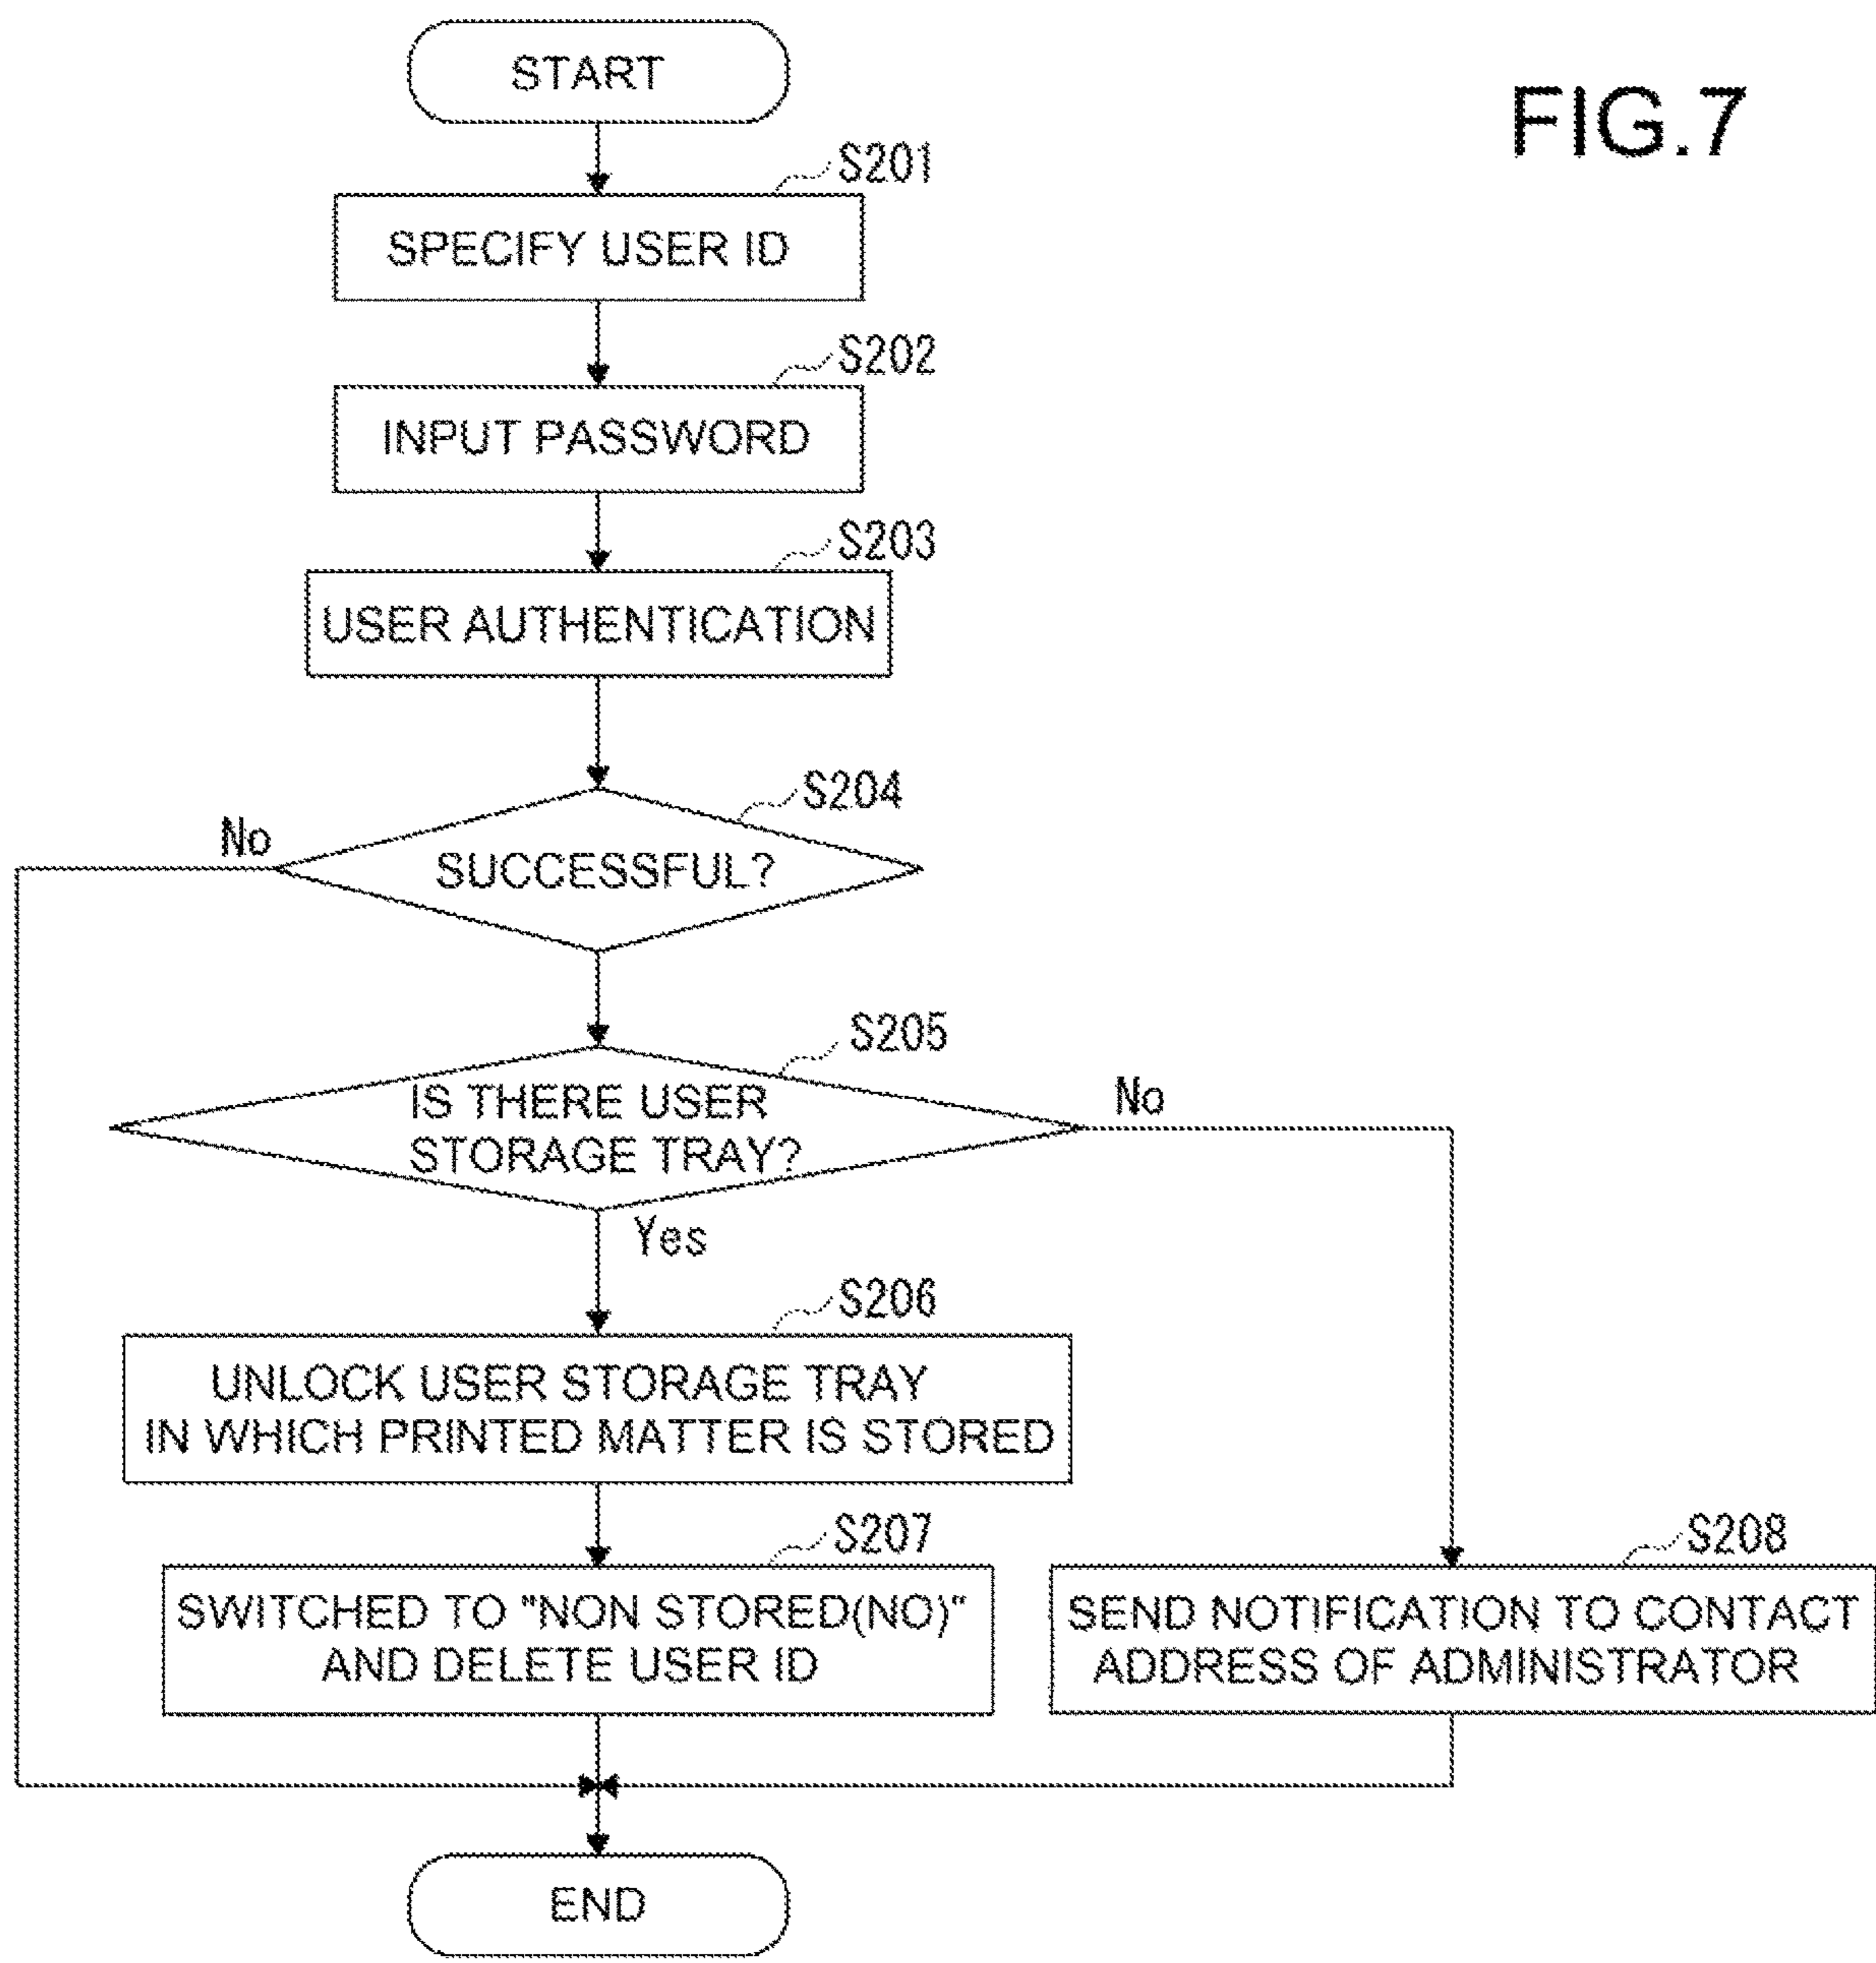 FIG.7
START
S201
SPECIFY USER ID
S202
INPUT PASSWORD
S203
USER AUTHENTICATION
S204
No
SUCCESSFUL?
S205
IS THERE USER
STORAGE TRAY?
No
Yes
S206
UNLOCK USER STORAGE TRAY
IN WHICH PRINTED MATTER IS STORED
S207
SWITCHED TO "NON STORED(NO)"
AND DELETE USER ID
S208
SEND NOTIFICATION TO CONTACT
ADDRESS OF ADMINISTRATOR
END